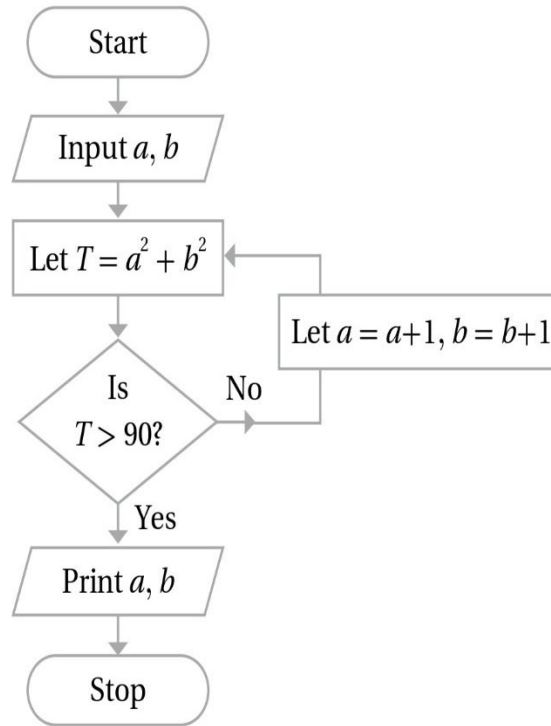 Start
Input a, b
Let T = a² + b²
Let a = a+1, b = b+1
Is
T > 90?
No
Yes
Print a, b
Stop